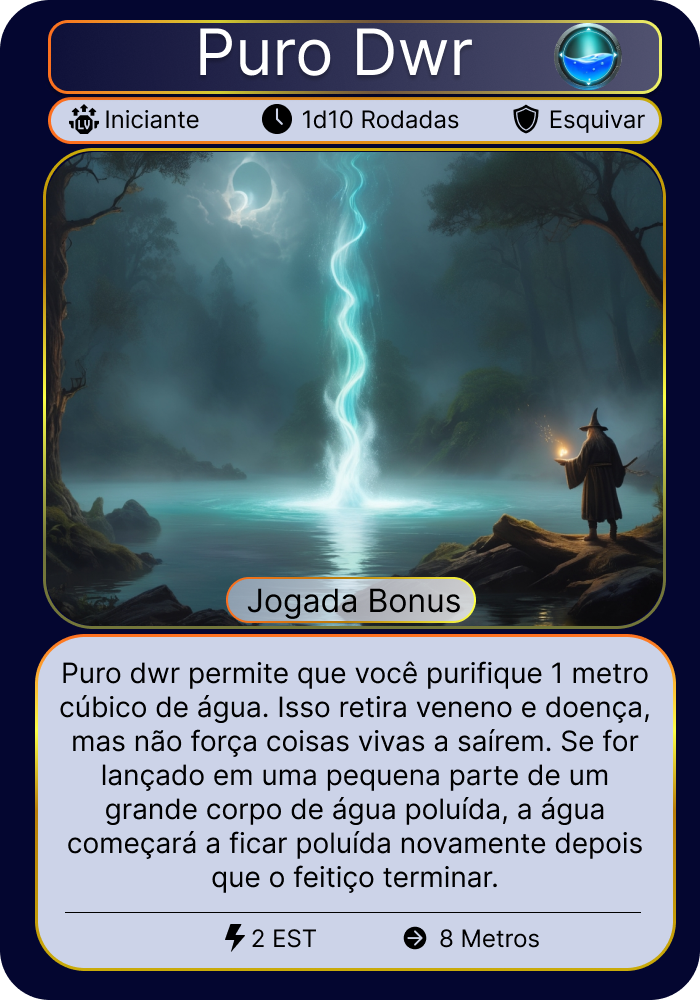 Puro Dwr
LV Iniciante 1d10 Rodadas Esquivar
Jogada Bonus
Puro dwr permite que você purifique 1 metro
cúbico de água. Isso retira veneno e doença,
mas não força coisas vivas a saírem. Se for
lançado em uma pequena parte de um
grande corpo de água poluída, a água
começará a ficar poluída novamente depois
que o feitiço terminar.
2 EST 8 Metros